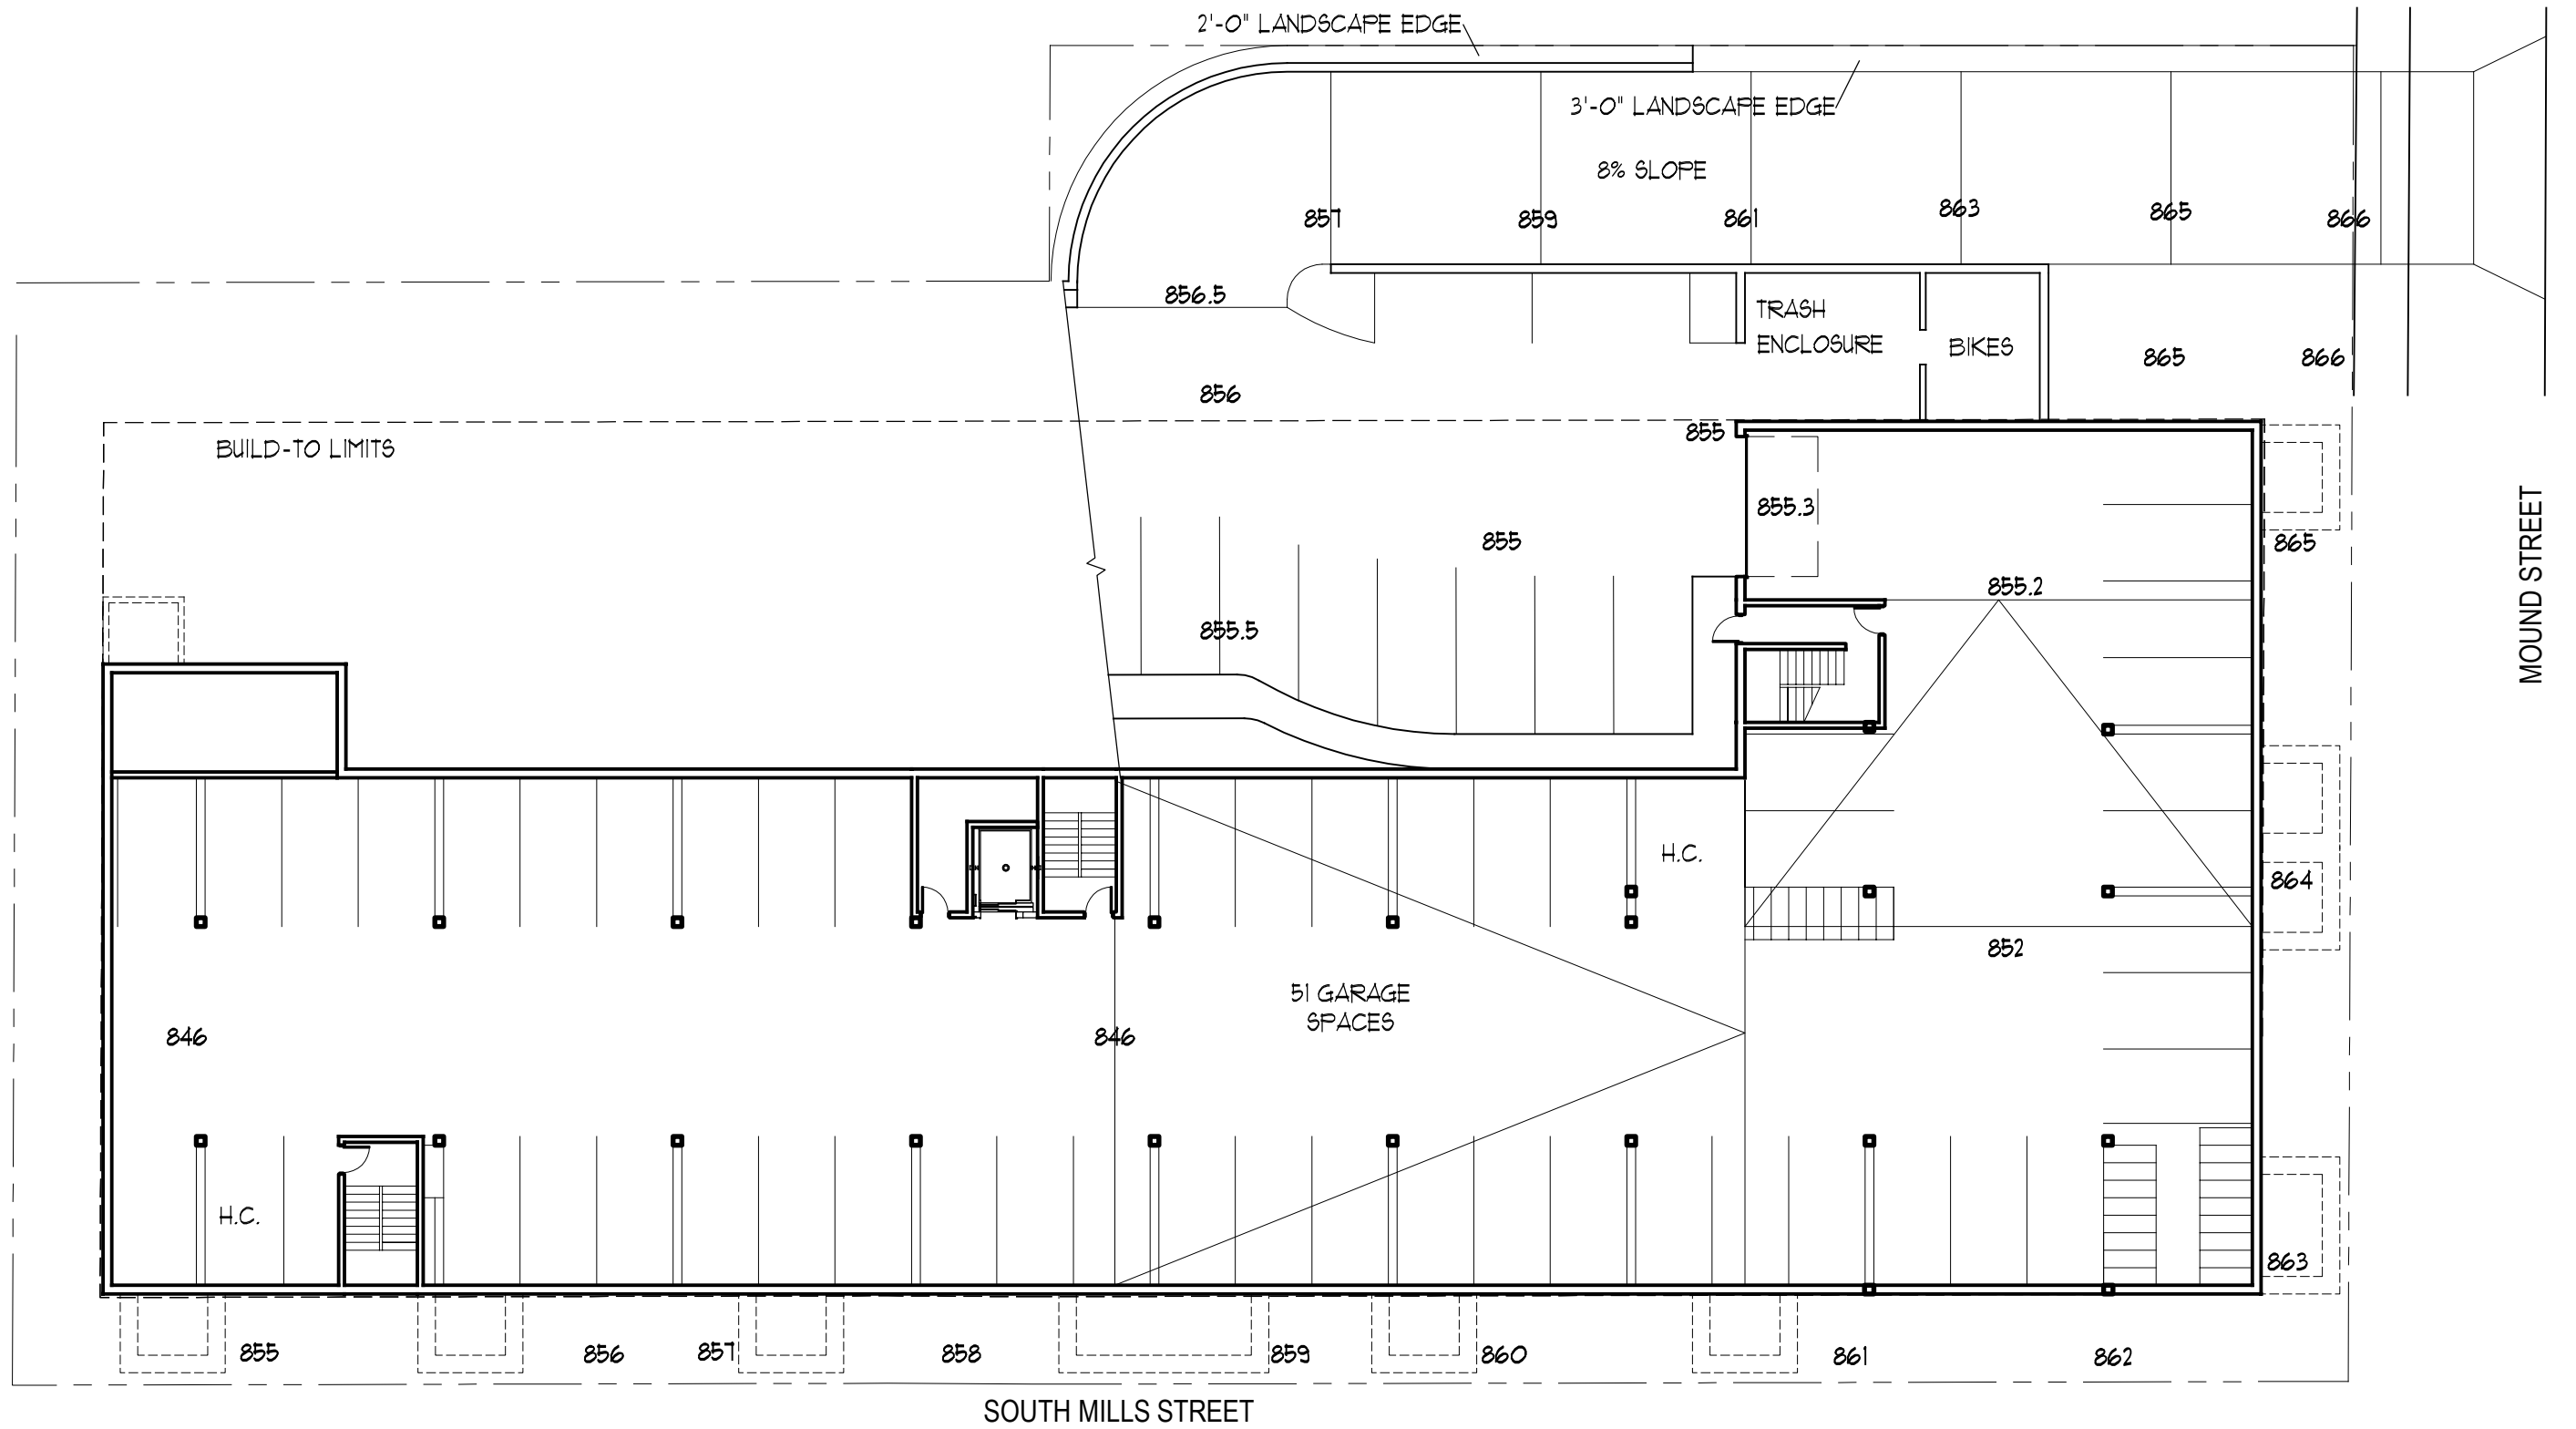 2'-0" LANDSCAPE EDGE
3'-0" LANDSCAPE EDGE
8% SLOPE
857 859 861 863 865 866
856.5
TRASH
ENCLOSURE
BIKES
865 866
856
855
BUILD-TO LIMITS
855.3
855
865
855.2
855.5
MOUND STREET
H.C.
864
852
51 GARAGE
SPACES
846 846
H.C.
863
855 856 857 858 859 860 861 862
SOUTH MILLS STREET